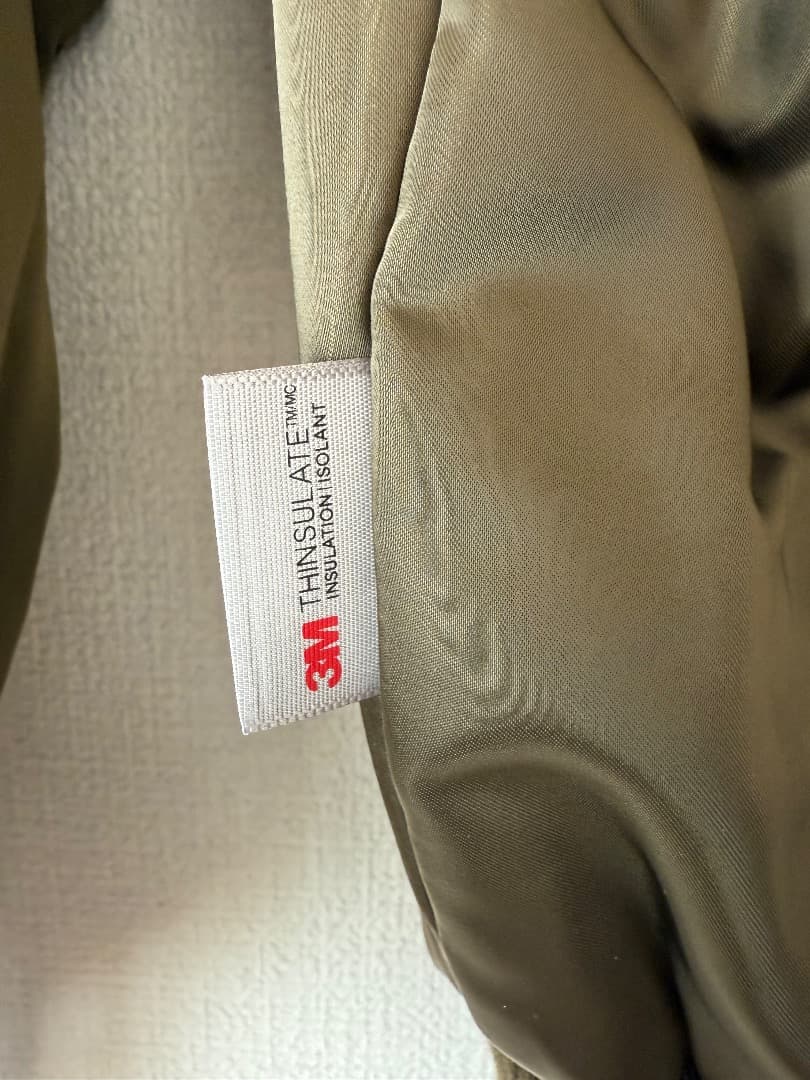 3M THINSULATE™/MC
INSULATION | ISOLANT